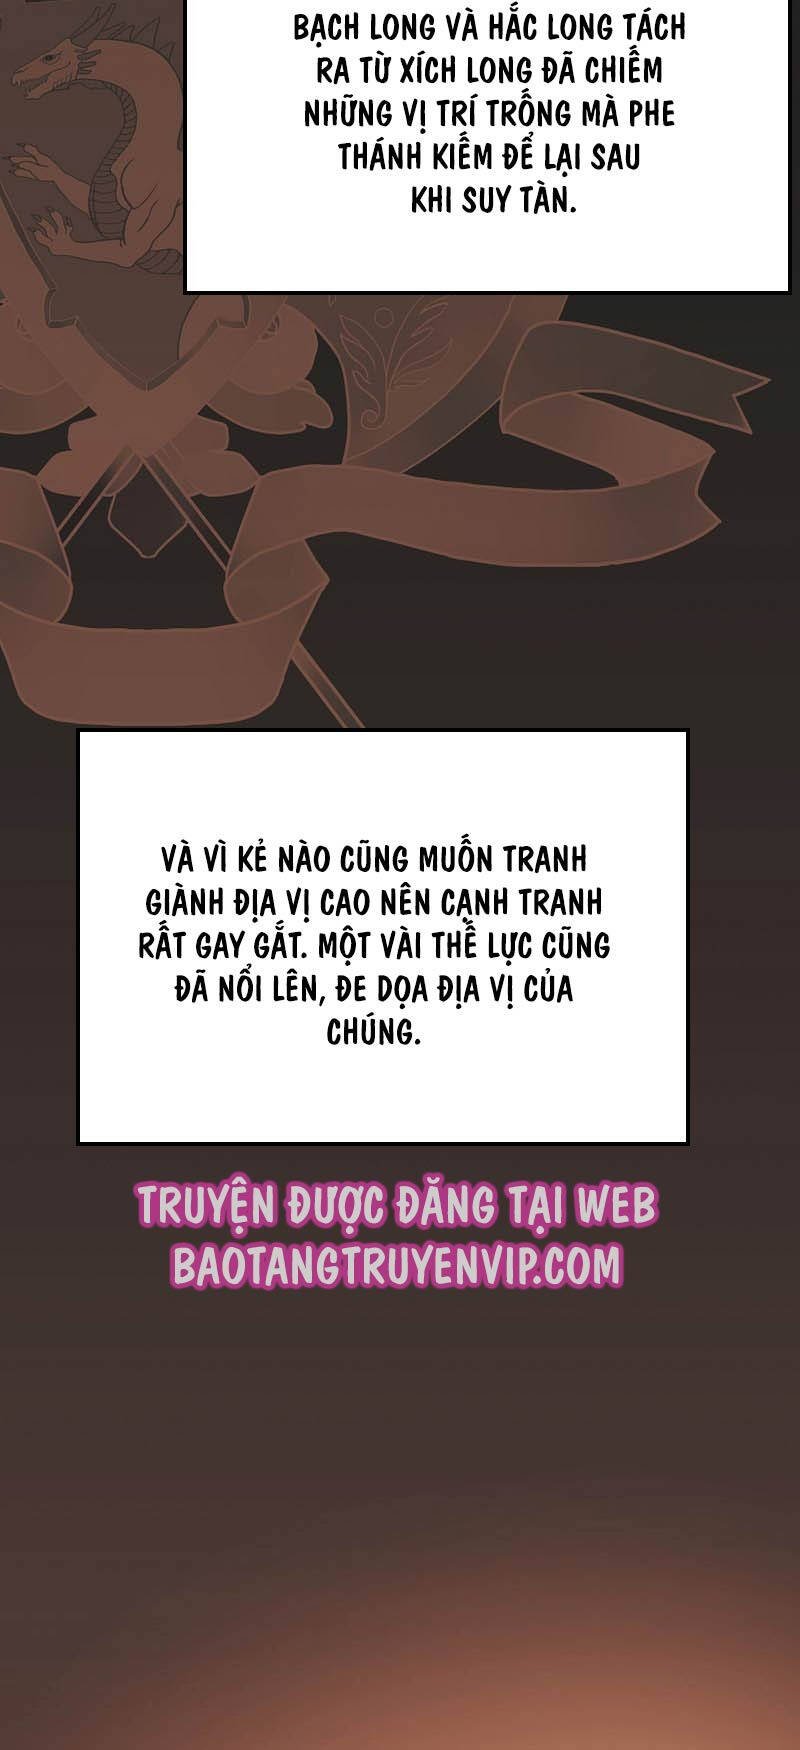 BẠCH LONG VÀ HẮC LONG TÁCH
RA TỪ XÍCH LONG ĐÃ CHIẾM
NHỮNG VỊ TRÍ TRỐNG MÀ PHE
THÁNH KIẾM ĐỂ LẠI SAU
KHI SUY TÀN.
VÀ VÌ KẺ NÀO CŨNG MUỐN TRANH
GIÀNH ĐỊA VỊ CAO NÊN CẠNH TRANH
RẤT GAY GẮT. MỘT VÀI THẾ LỰC CŨNG
ĐÃ NỔI LÊN, ĐE DỌA ĐỊA VỊ CỦA
CHÚNG.
TRUYỆN ĐƯỢC ĐĂNG TẠI WEB
BAOTANGTRUYENVIP.COM